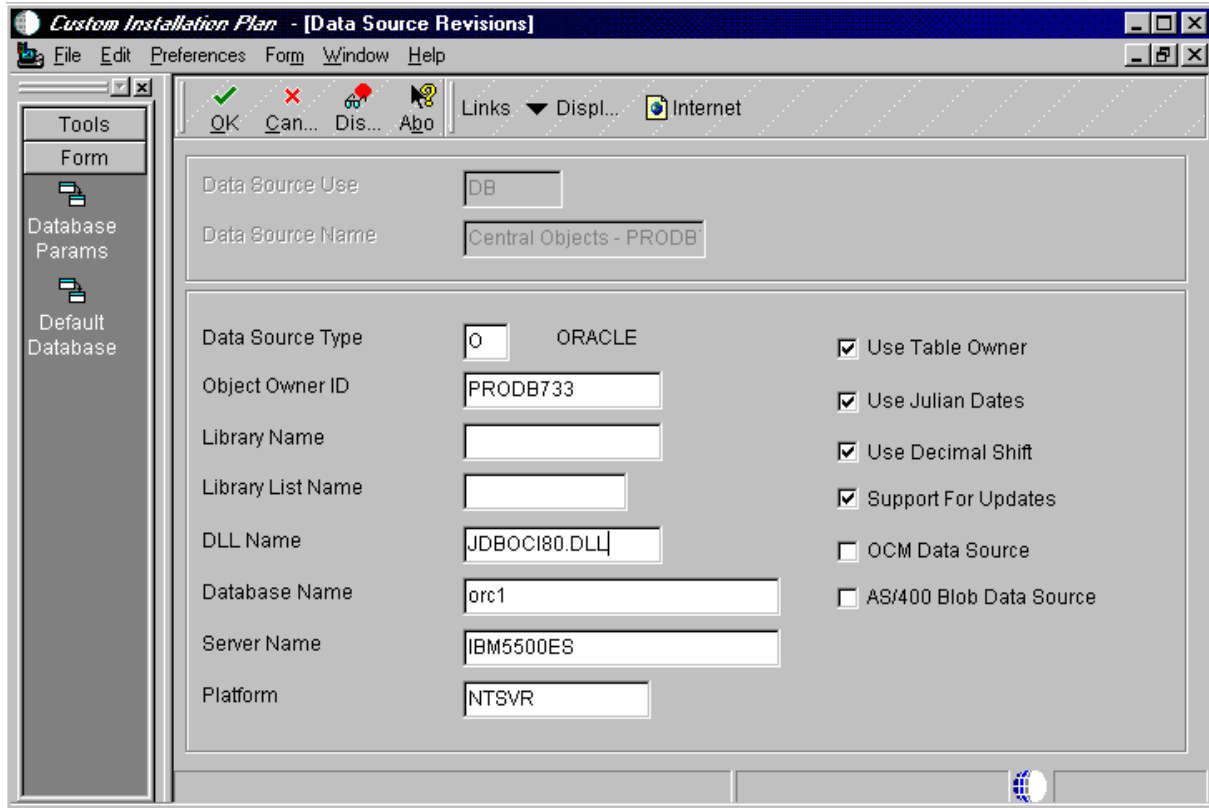 Custom Installation Plan - [Data Source Revisions]
File Edit Preferences Form Window Help
OK Can... Dis... Abo Links Displ... Internet
Tools
Form
Database
Params
Default
Database
Data Source Use DB
Data Source Name Central Objects - PRODB
Data Source Type O ORACLE
Object Owner ID PRODB733
Library Name
Library List Name
DLL Name JDBOCI80.DLL
Database Name orc1
Server Name IBM5500ES
Platform NTSVR
Use Table Owner
Use Julian Dates
Use Decimal Shift
Support For Updates
OCM Data Source
AS/400 Blob Data Source